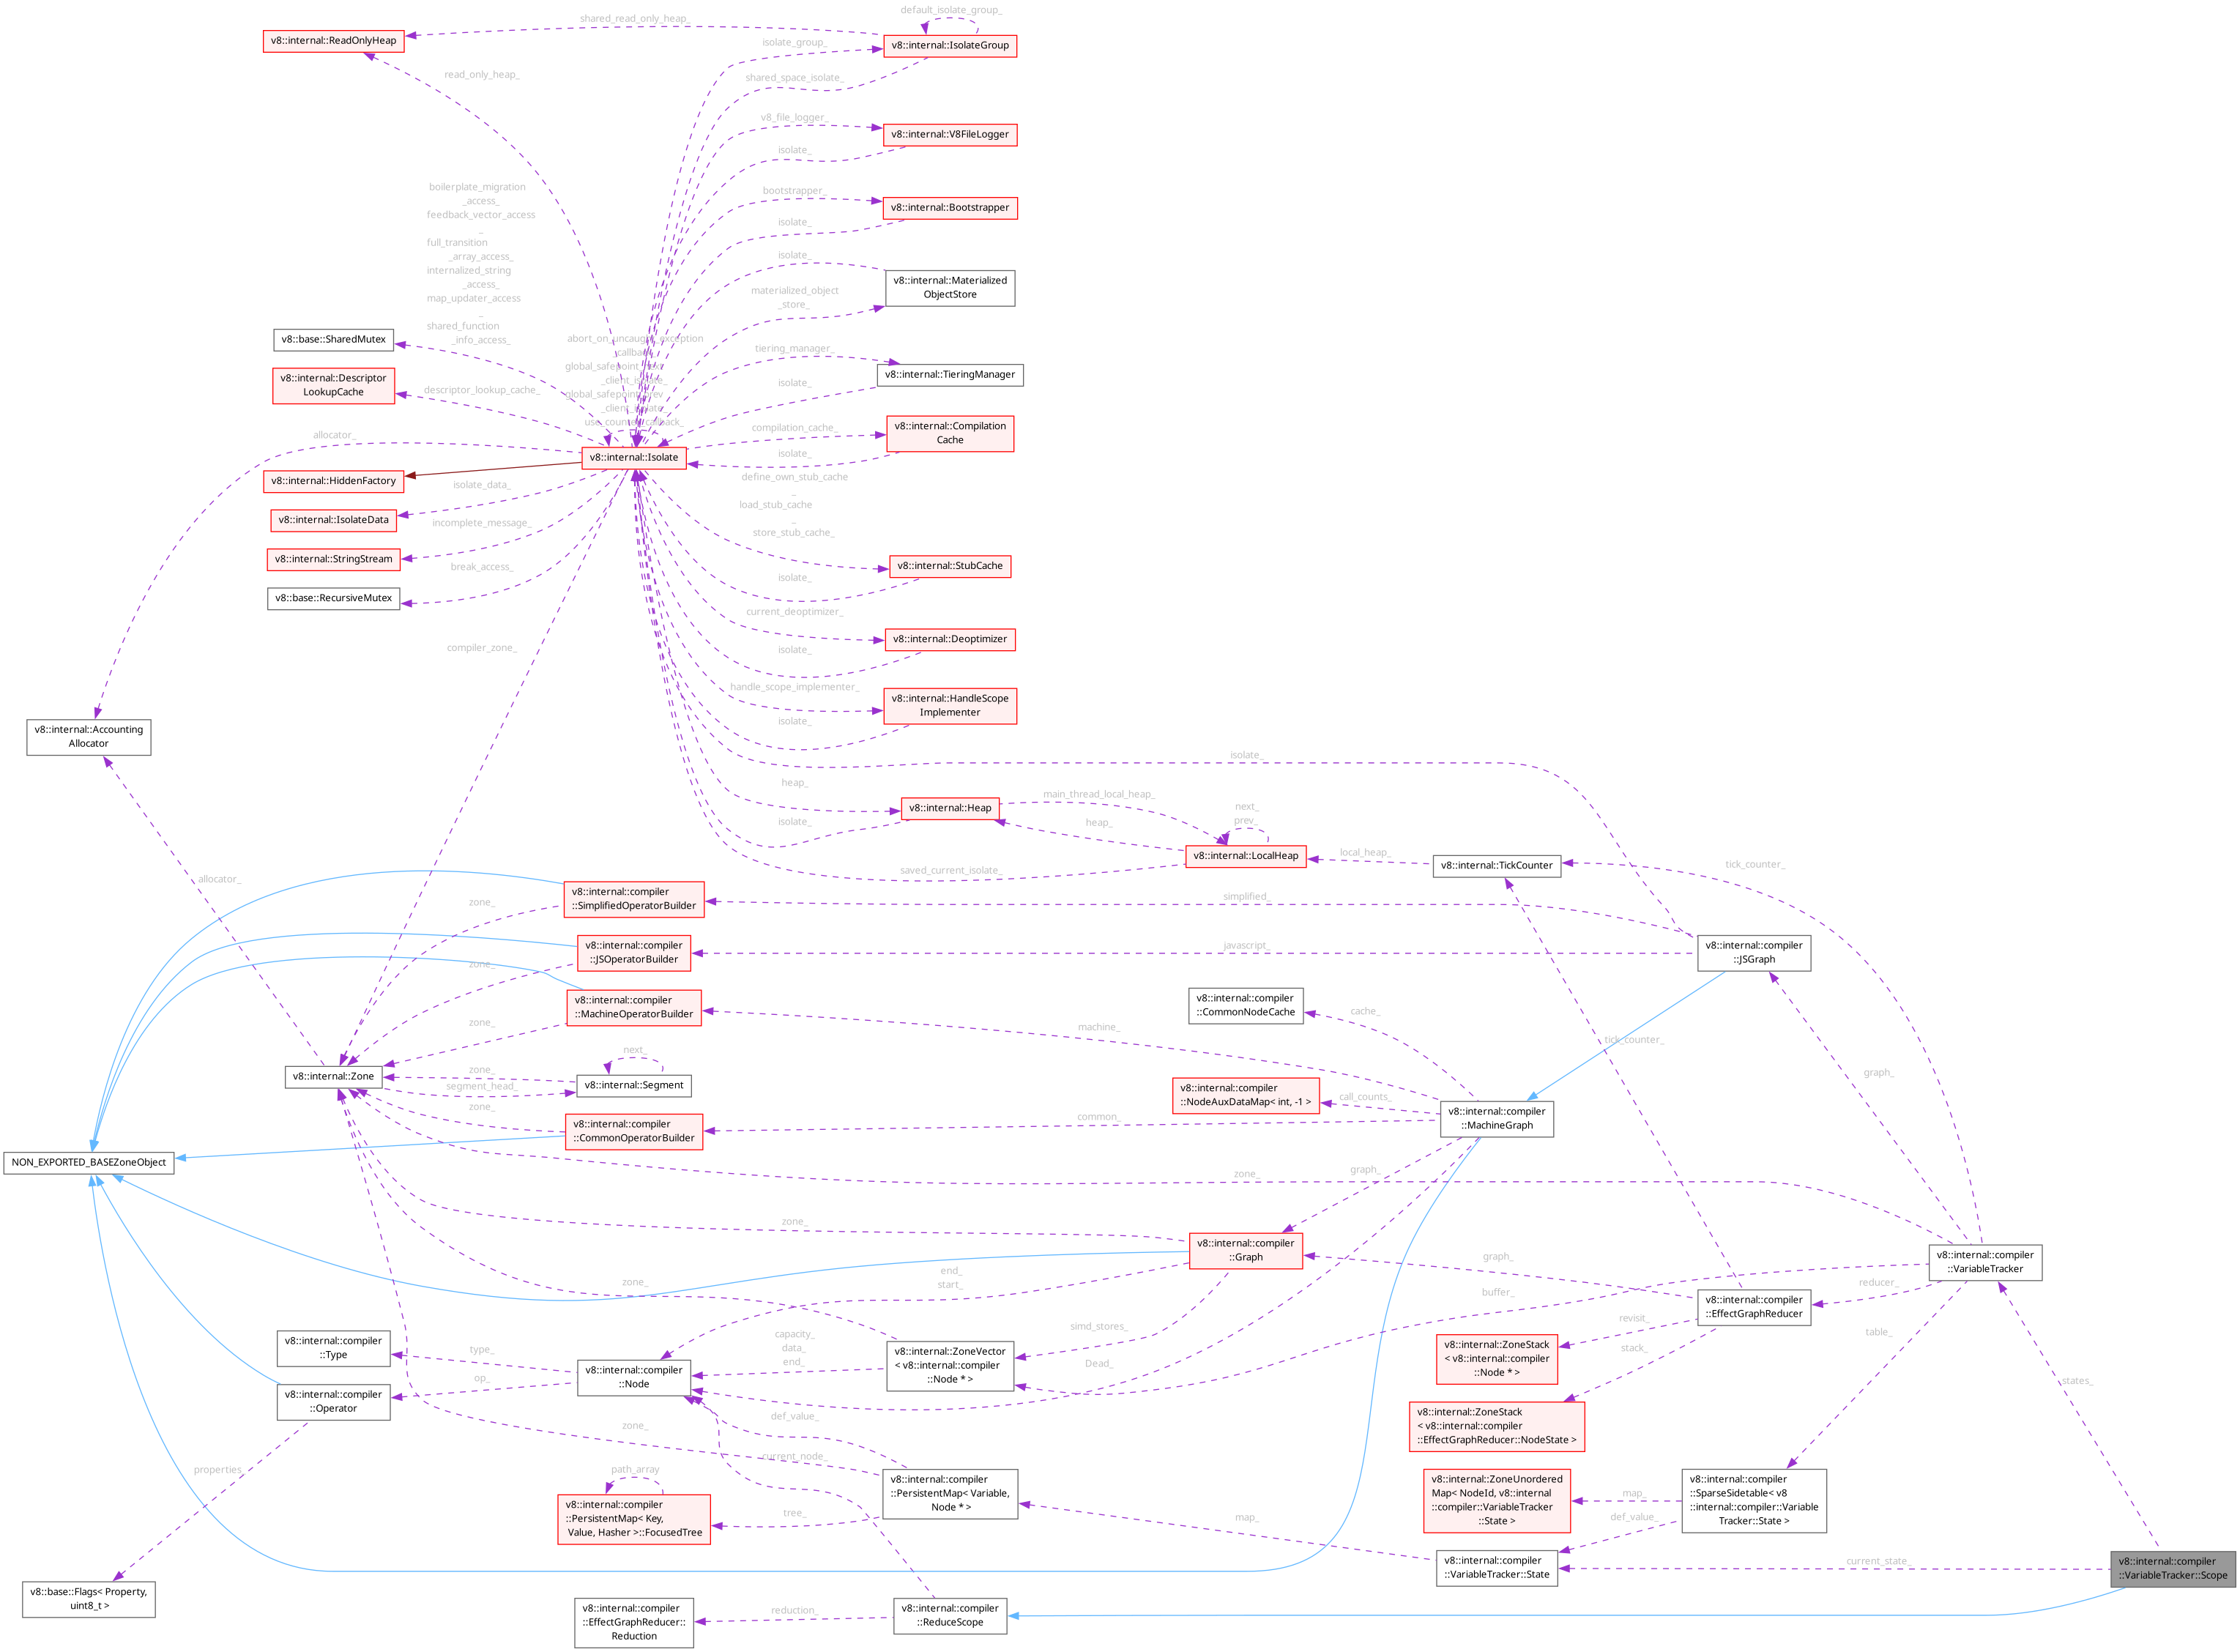 shared_read_only_heap_
default_isolate_group_
v8::internal::ReadOnlyHeap
isolate_group_
v8::internal::IsolateGroup
read_only_heap_
shared_space_isolate_
v8_file_logger_
v8::internal::V8FileLogger
isolate_
boilerplate_migration
_access_
feedback_vector_access
_
full_transition
_array_access_
internalized_string
_access_
map_updater_access
_
shared_function
_info_access_
bootstrapper_
v8::internal::Bootstrapper
isolate_
isolate_
v8::internal::Materialized
ObjectStore
materialized_object
_store_
v8::base::SharedMutex
abort_on_uncaught_exception
_callback_
global_safepoint_next
_client_isolate_
global_safepoint_prev
_client_isolate_
use_counter_callback_
tiering_manager_
v8::internal::TieringManager
isolate_
v8::internal::Descriptor
LookupCache
descriptor_lookup_cache_
allocator_
compilation_cache_
v8::internal::Compilation
Cache
isolate_
v8::internal::Isolate
v8::internal::HiddenFactory
isolate_data_
v8::internal::IsolateData
define_own_stub_cache
_
load_stub_cache
_
store_stub_cache_
incomplete_message_
v8::internal::StringStream
break_access_
v8::base::RecursiveMutex
v8::internal::StubCache
isolate_
current_deoptimizer_
v8::internal::Deoptimizer
isolate_
compiler_zone_
handle_scope_implementer_
v8::internal::HandleScope
Implementer
isolate_
v8::internal::Accounting
Allocator
isolate_
heap_
v8::internal::Heap
isolate_
main_thread_local_heap_
next_
prev_
heap_
v8::internal::LocalHeap
saved_current_isolate_
local_heap_
v8::internal::TickCounter
tick_counter_
allocator_
v8::internal::compiler
::SimplifiedOperatorBuilder
zone_
simplified_
v8::internal::compiler
::JSOperatorBuilder
zone_
javascript_
v8::internal::compiler
::JSGraph
v8::internal::compiler
::MachineOperatorBuilder
zone_
machine_
v8::internal::compiler
::CommonNodeCache
cache_
tick_counter_
graph_
v8::internal::Zone
zone_
segment_head_
next_
v8::internal::Segment
v8::internal::compiler
::NodeAuxDataMap< int, -1 >
call_counts_
v8::internal::compiler
::MachineGraph
zone_
v8::internal::compiler
::CommonOperatorBuilder
common_
NON_EXPORTED_BASEZoneObject
graph_
zone_
zone_
v8::internal::compiler
::Graph
graph_
v8::internal::compiler
::VariableTracker
zone_
end_
start_
buffer_
reducer_
v8::internal::compiler
::EffectGraphReducer
simd_stores_
revisit_
table_
v8::internal::compiler
::Type
type_
v8::internal::compiler
::Node
capacity_
data_
end_
v8::internal::ZoneVector
< v8::internal::compiler
::Node * >
Dead_
v8::internal::ZoneStack
< v8::internal::compiler
::Node * >
stack_
v8::internal::compiler
::Operator
op_
states_
v8::internal::ZoneStack
< v8::internal::compiler
::EffectGraphReducer::NodeState >
def_value_
zone_
current_node_
properties
path_array
v8::internal::compiler
::PersistentMap< Key,
Value, Hasher >::FocusedTree
tree_
v8::internal::compiler
::PersistentMap< Variable,
Node * >
map_
v8::internal::ZoneUnordered
Map< NodeId, v8::internal
::compiler::VariableTracker
::State >
map_
def_value_
v8::internal::compiler
::SparseSidetable< v8
::internal::compiler::Variable
Tracker::State >
v8::internal::compiler
::VariableTracker::State
current_state_
v8::internal::compiler
::VariableTracker::Scope
v8::base::Flags< Property,
uint8_t >
v8::internal::compiler
::EffectGraphReducer::
Reduction
reduction_
v8::internal::compiler
::ReduceScope